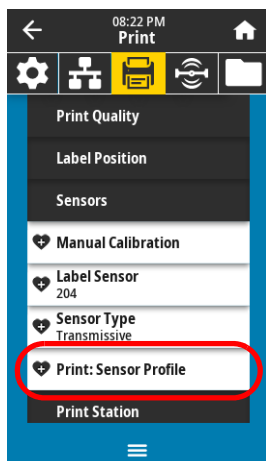 08:22 PM
Print
Print Quality
Label Position
Sensors
Manual Calibration
Label Sensor
204
Sensor Type
Transmissive
Print: Sensor Profile
Print Station